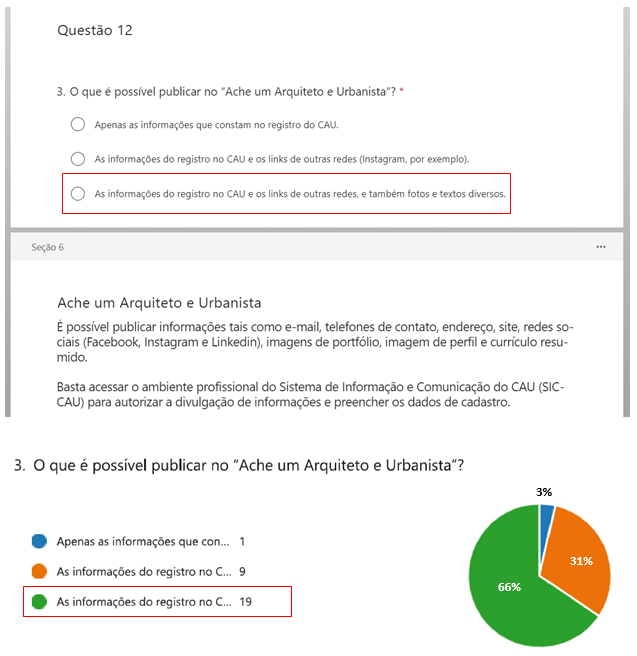 Questão 12
3. O que é possível publicar no “Ache um Arquiteto e Urbanista”? *
Apenas as informações que constam no registro do CAU.
As informações do registro no CAU e os links de outras redes (Instagram, por exemplo).
As informações do registro no CAU e os links de outras redes, e também fotos e textos diversos.
Seção 6
...
Ache um Arquiteto e Urbanista
É possível publicar informações tais como e-mail, telefones de contato, endereço, site, redes so-
ciais (Facebook, Instagram e Linkedin), imagens de portfólio, imagem de perfil e currículo resu-
mido.
Basta acessar o ambiente profissional do Sistema de Informação e Comunicação do CAU (SIC-
CAU) para autorizar a divulgação de informações e preencher os dados de cadastro.
3. O que é possível publicar no “Ache um Arquiteto e Urbanista”?
Apenas as informações que con... 1
As informações do registro no C... 9
As informações do registro no C... 19
3%
31%
66%